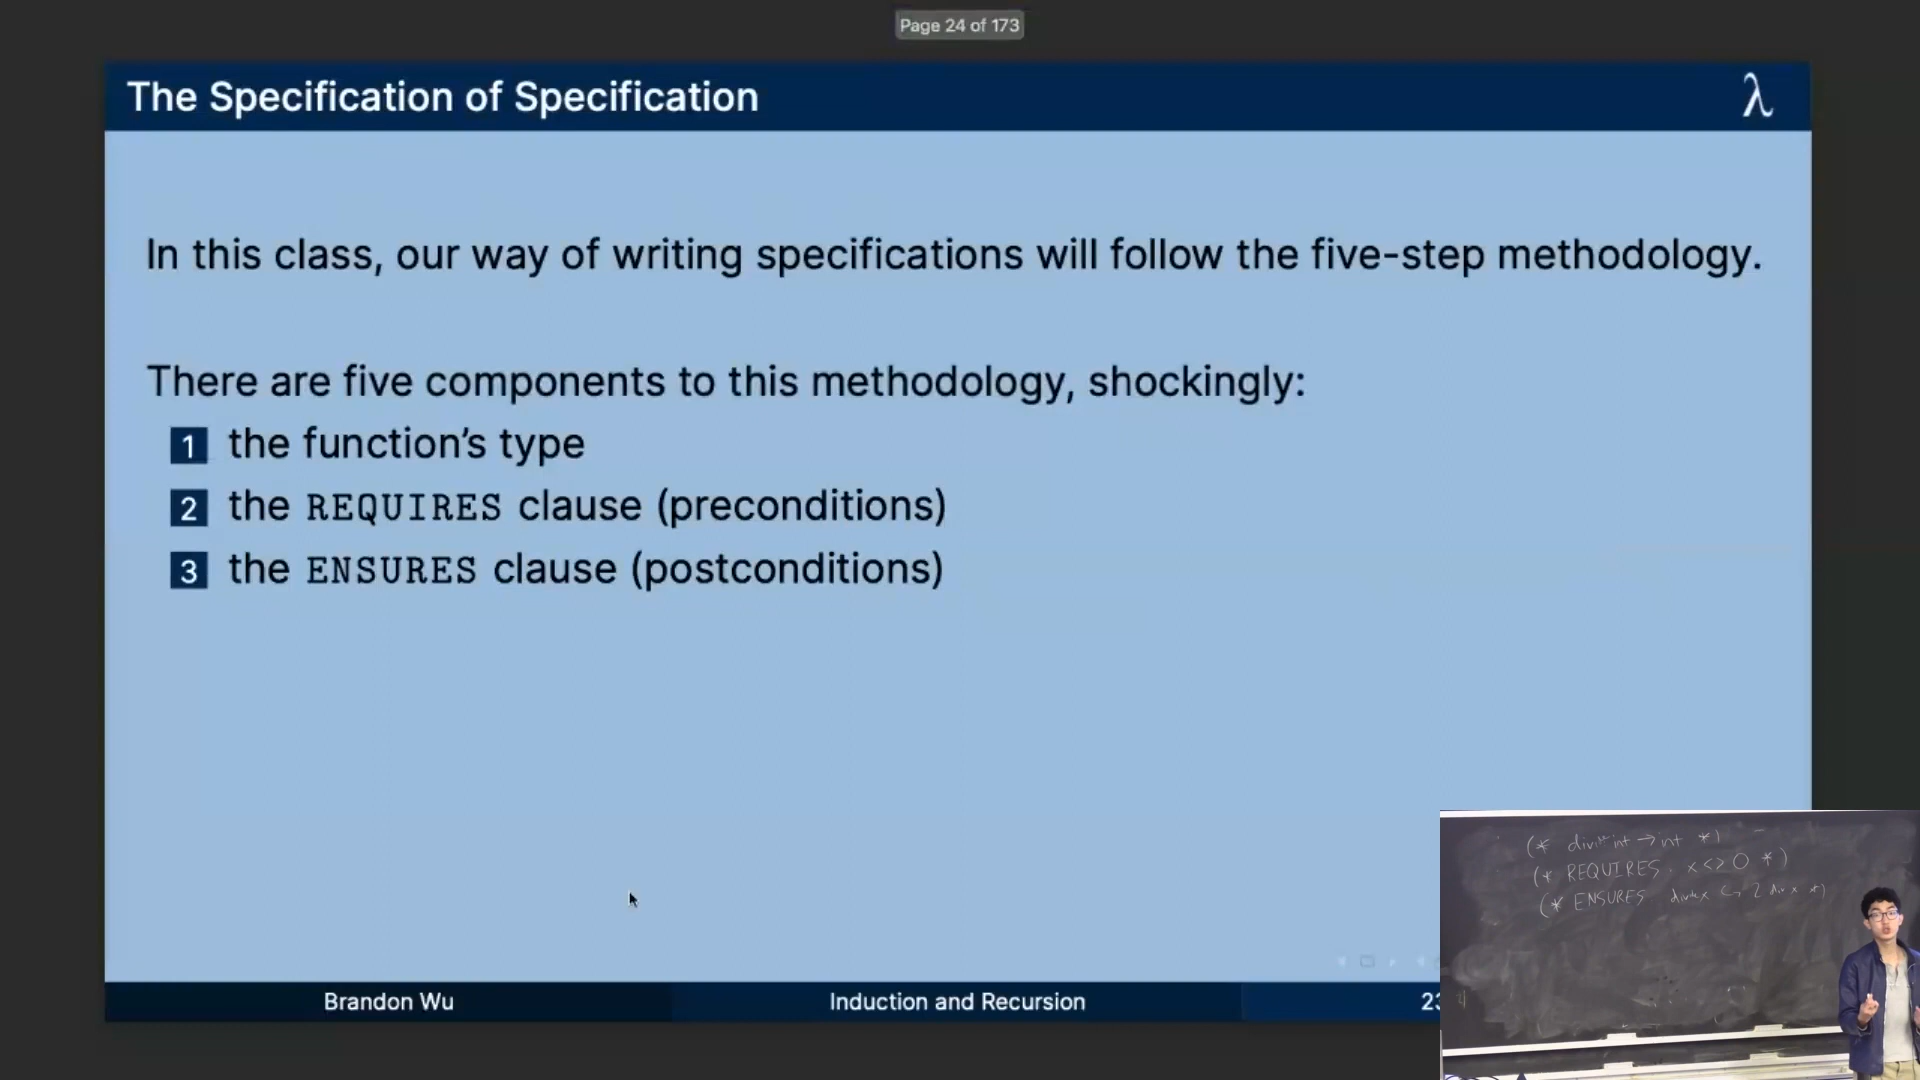 Page 24 of 173
The Specification of Specification λ
In this class, our way of writing specifications will follow the five-step methodology.
There are five components to this methodology, shockingly:
1 the function's type
2 the REQUIRES clause (preconditions)
3 the ENSURES clause (postconditions)
(* int → int *)
(* REQUIRES: x <> 0 *)
(* ENSURES div x *)
Brandon Wu Induction and Recursion